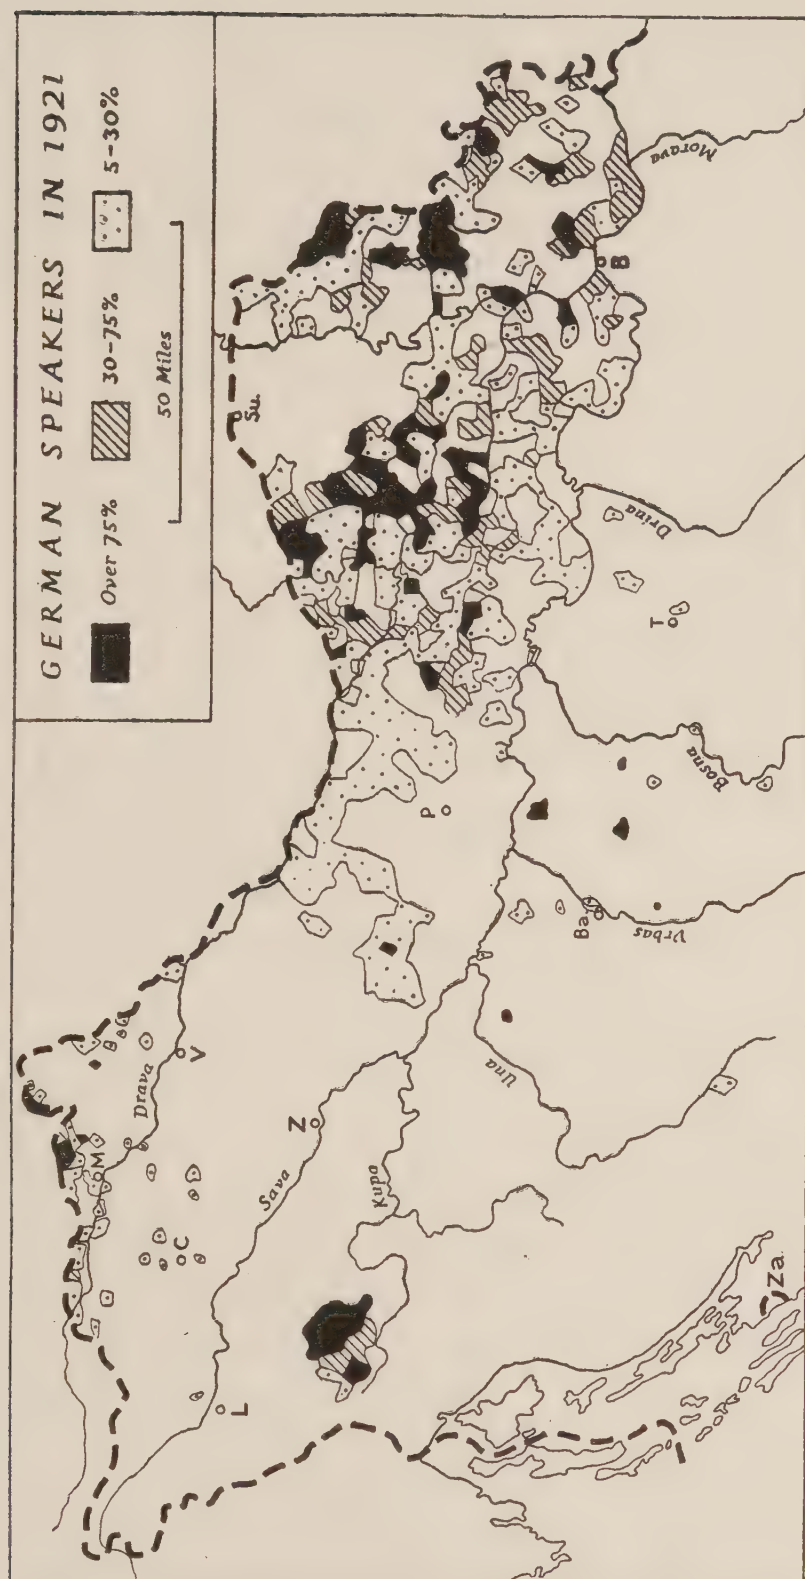 GERMAN SPEAKERS IN 1921
Over 75%
30-75%
5-30%
50 Miles
Su.
Morava
B
Drina
T
Bosna
P
Ba.
Vrbas
Una
B
V
Drava
M
C
Z
Sava
Kupa
L
Za.